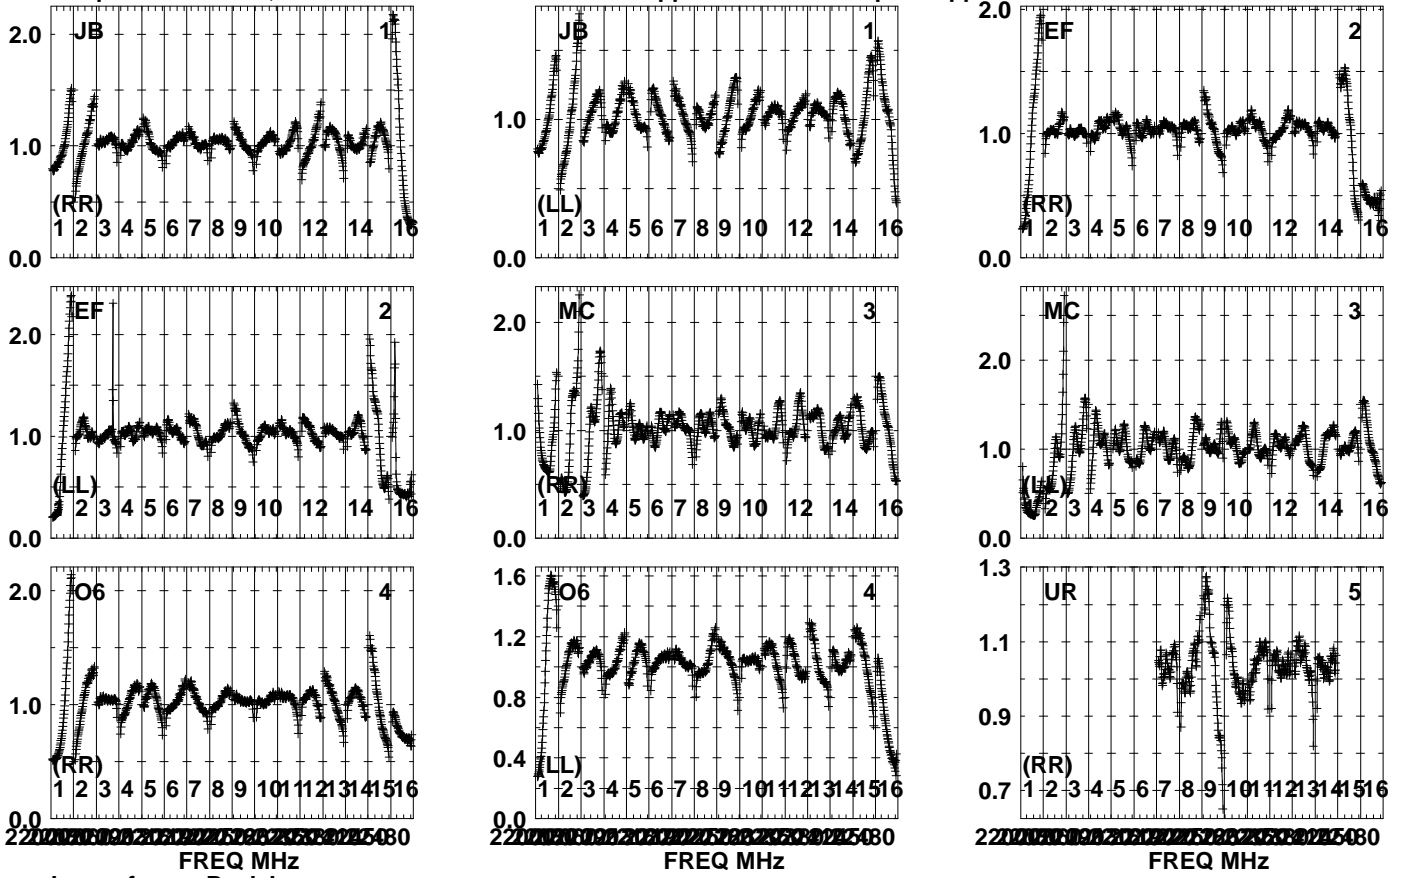 2.0 JB 1
1.0
(RR)
1 2 3 4 5 6 7 8 9 10 12 14 16
0.0
JB 1
1.0
(LL)
1 2 3 4 5 6 7 8 9 10 12 14 16
0.0
2.0 EF 2
1.0
(RR)
1 2 3 4 5 6 7 8 9 10 12 14 16
0.0
EF 2
2.0
1.0
(LL)
2 3 4 5 6 7 8 9 10 12 14 16
0.0
MC 3
2.0
1.0
(RR)
1 2 3 4 5 6 7 8 9 10 12 14 16
0.0
MC 3
2.0
1.0
(LL)
2 3 4 5 6 7 8 9 10 12 14 16
0.0
2.0 O6 4
1.0
(RR)
1 2 3 4 5 6 7 8 9 10 11 12 13 14 15 16
0.0
FREQ MHz
1.6 O6 4
1.2
0.8
0.4 (LL)
1 2 3 4 5 6 7 8 9 10 11 12 13 14 15 16
0.0
1.3
UR 5
1.1
0.9
(RR)
0.7 1 2 3 4 5 6 7 8 9 10 11 12 13 14 15 16
FREQ MHz